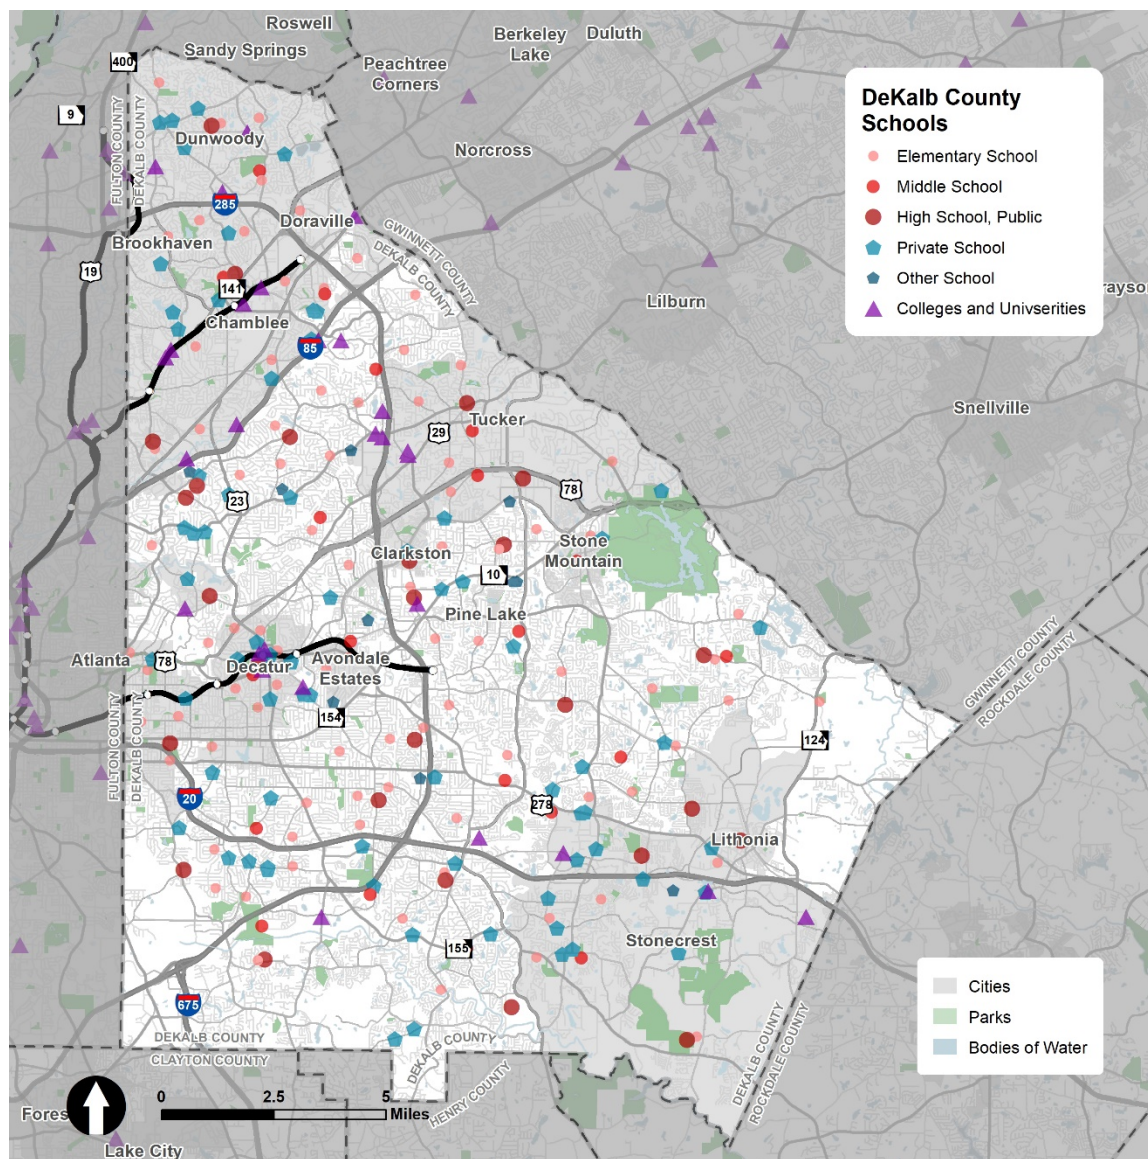 Roswell
Sandy Springs
Berkeley
Lake
Duluth
Peachtree
Corners
400
9
FULTON COUNTY
DEKALB COUNTY
Dunwoody
Norcross
DeKalb County
Schools
Elementary School
Middle School
High School, Public
Private School
Other School
Colleges and Univserities
285
Doraville
GWINNETT COUNTY
DEKALB COUNTY
Brookhaven
19
141
Chamblee
85
Lilburn
rayson
Snellville
Tucker
29
78
23
Clarkston
Stone
Mountain
10
Pine Lake
Atlanta
78
Decatur
Avondale
Estates
154
GWINNETT COUNTY
ROCKDALE COUNTY
124
FULTON COUNTY
DEKALB COUNTY
20
278
Lithonia
155
Stonecrest
675
DEKALB COUNTY
CLAYTON COUNTY
DEKALB COUNTY
HENRY COUNTY
DEKALB COUNTY
ROCKDALE COUNTY
Cities
Parks
Bodies of Water
0 2.5 5
Miles
Fores
Lake City